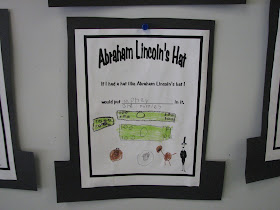 Abraham Lincoln's Hat
If I had a hat like Abraham Lincoln's hat I
would put in it.